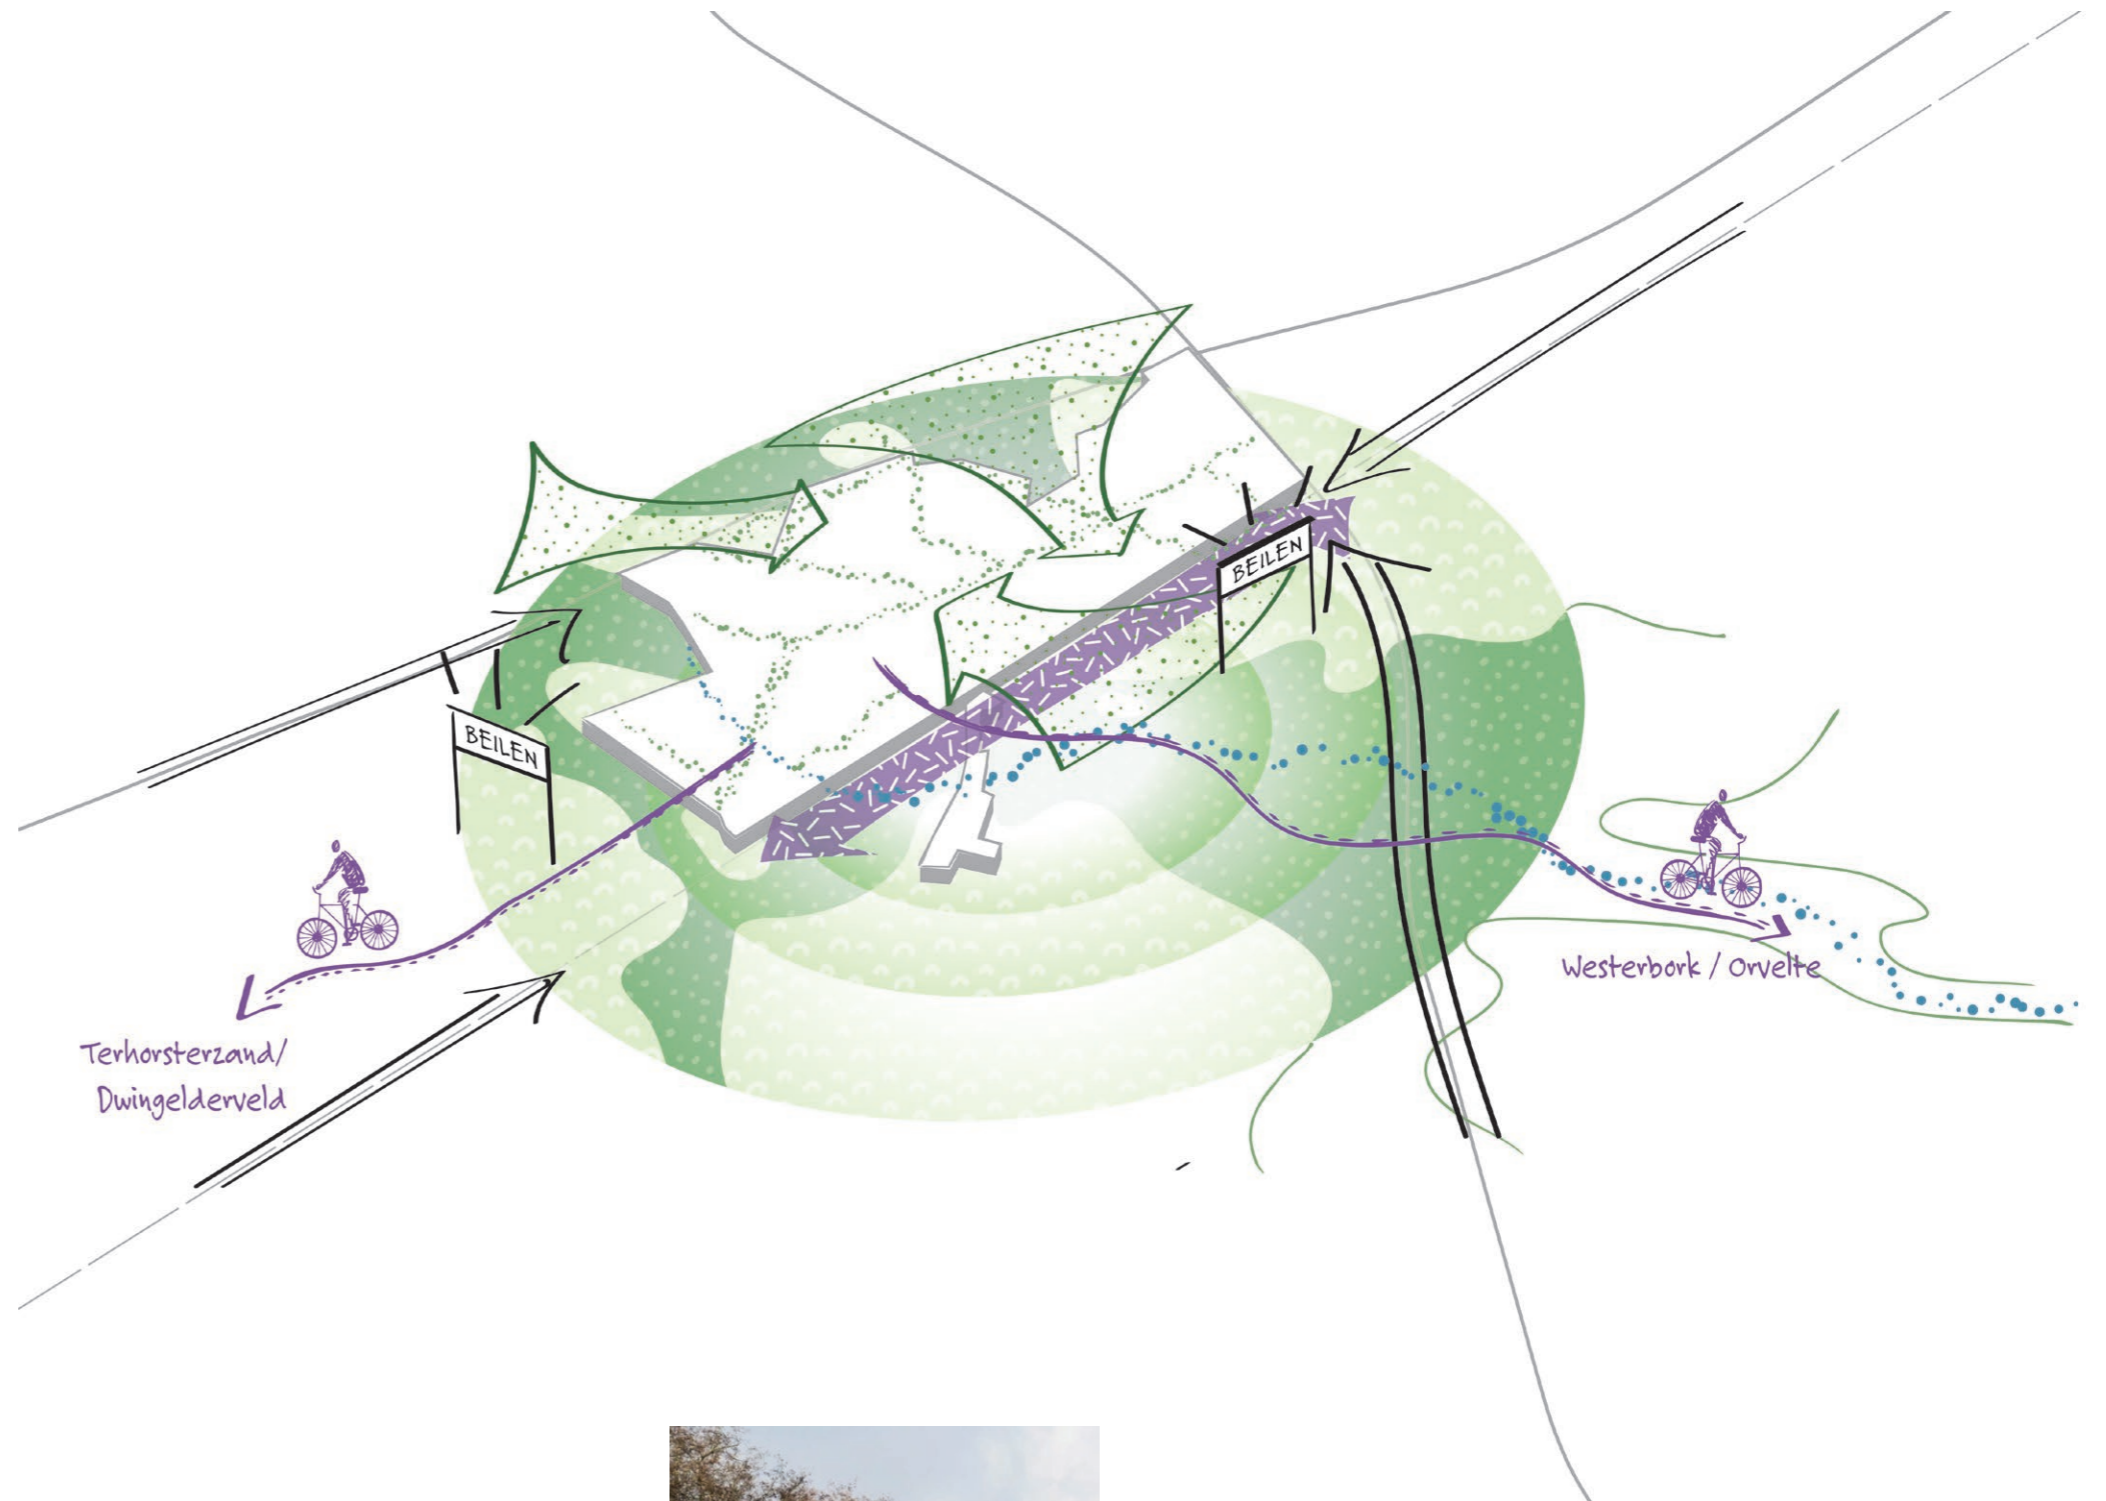 BEILEN
BEILEN
Westerbork / Orvelte
Terhorsterzand/
Dwingelderveld